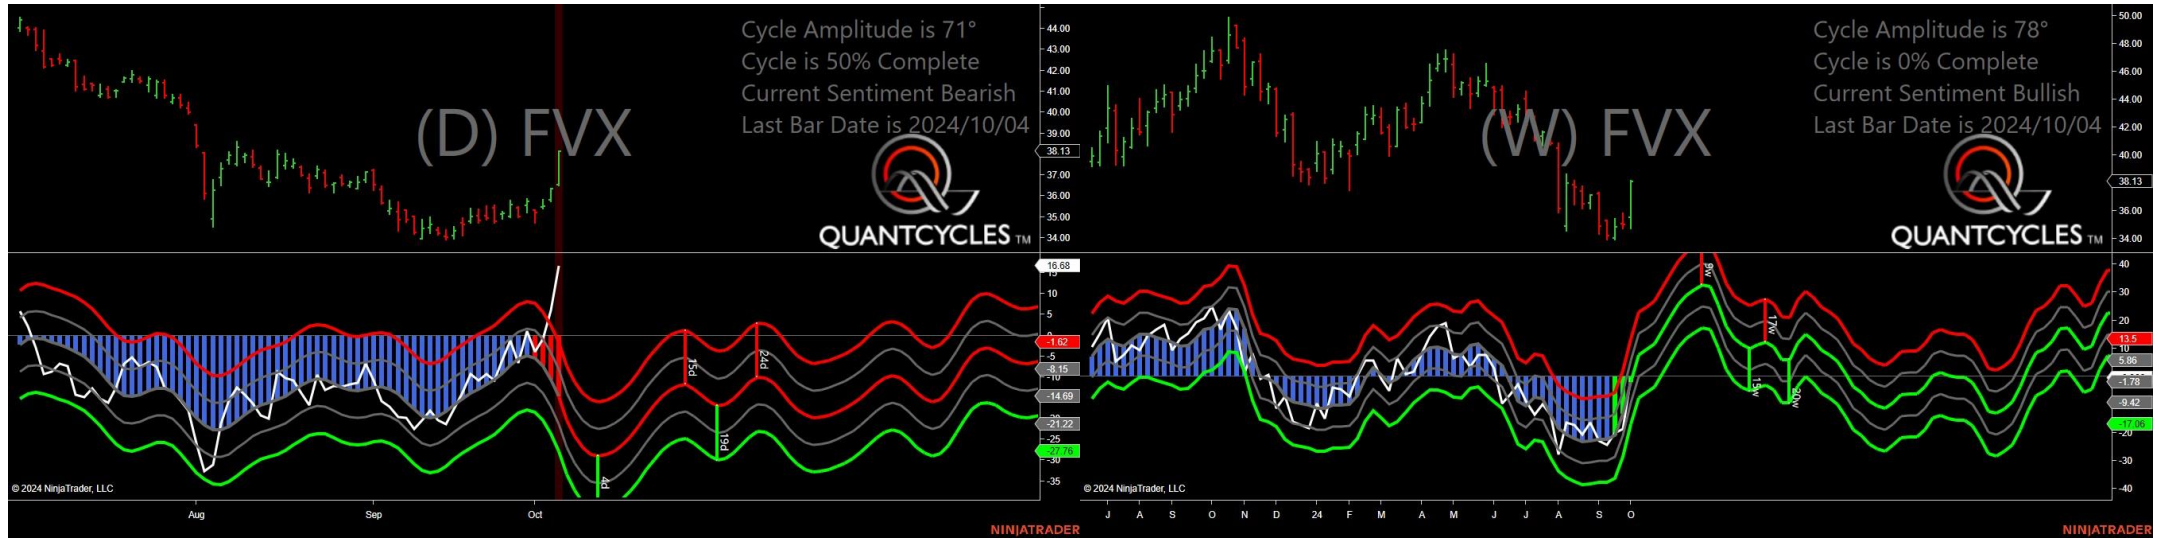 Cycle Amplitude is 71°
Cycle is 50% Complete
Current Sentiment Bearish
Last Bar Date is 2024/10/04
(D) FVX
QUANTCYCLES TM
44.00
43.00
42.00
41.00
40.00
39.00
38.13
37.00
36.00
35.00
34.00
16.68
15
10
5
0
-1.62
-5
-8.15
-10
-14.69
-20
-21.22
-25
-27.76
-30
-35
15d
24d
19d
4d
© 2024 NinjaTrader, LLC
Aug
Sep
Oct
NINJATRADER
Cycle Amplitude is 78°
Cycle is 0% Complete
Current Sentiment Bullish
Last Bar Date is 2024/10/04
(W) FVX
QUANTCYCLES TM
50.00
48.00
46.00
44.00
42.00
40.00
38.13
36.00
34.00
40
30
20
13.5
10
5.86
-1.78
-9.42
-17.06
-20
-30
-40
9w
17w
15w
20w
© 2024 NinjaTrader, LLC
J A S O N D 24 F M A M J J A S O
NINJATRADER